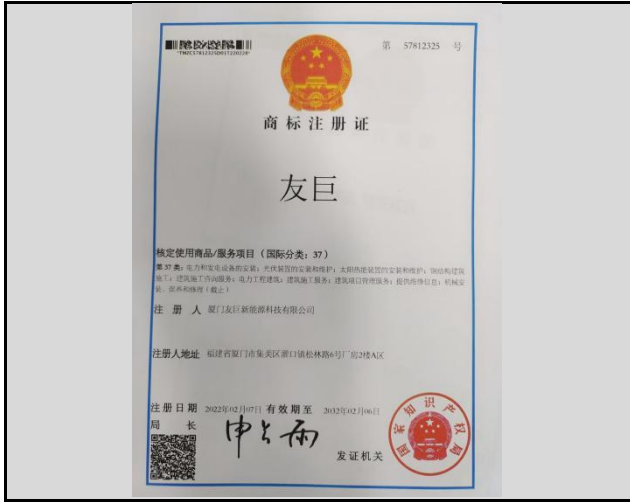 第 57812325 号
商标注册证
友巨
核定使用商品/服务项目(国际分类:37)
第37类:电力和发电设备的安装;光伏装置的安装和维护;太阳热能装置的安装和维护;钢结构建筑
施工;建筑施工咨询服务;电力工程建筑;建筑施工服务;建筑项目管理服务;提供维修信息;机械安
装、保养和修理(截止)
注 册 人 厦门友巨新能源科技有限公司
注册人地址 福建省厦门市集美区灌口镇松林路6号厂房2楼A区
注册日期 2022年02月07日 有效期至 2032年02月06日
局 长
发证机关
国家知识产权局